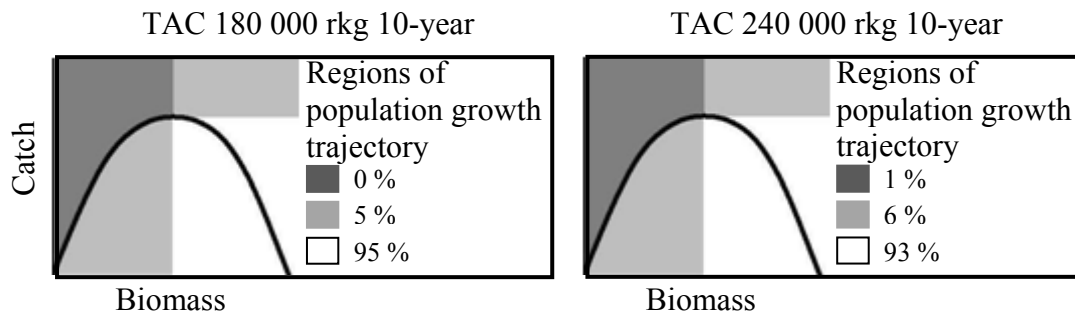 TAC 180 000 rkg 10-year
Catch
Regions of
population growth
trajectory
0 %
5 %
95 %
Biomass
TAC 240 000 rkg 10-year
Regions of
population growth
trajectory
1 %
6 %
93 %
Biomass